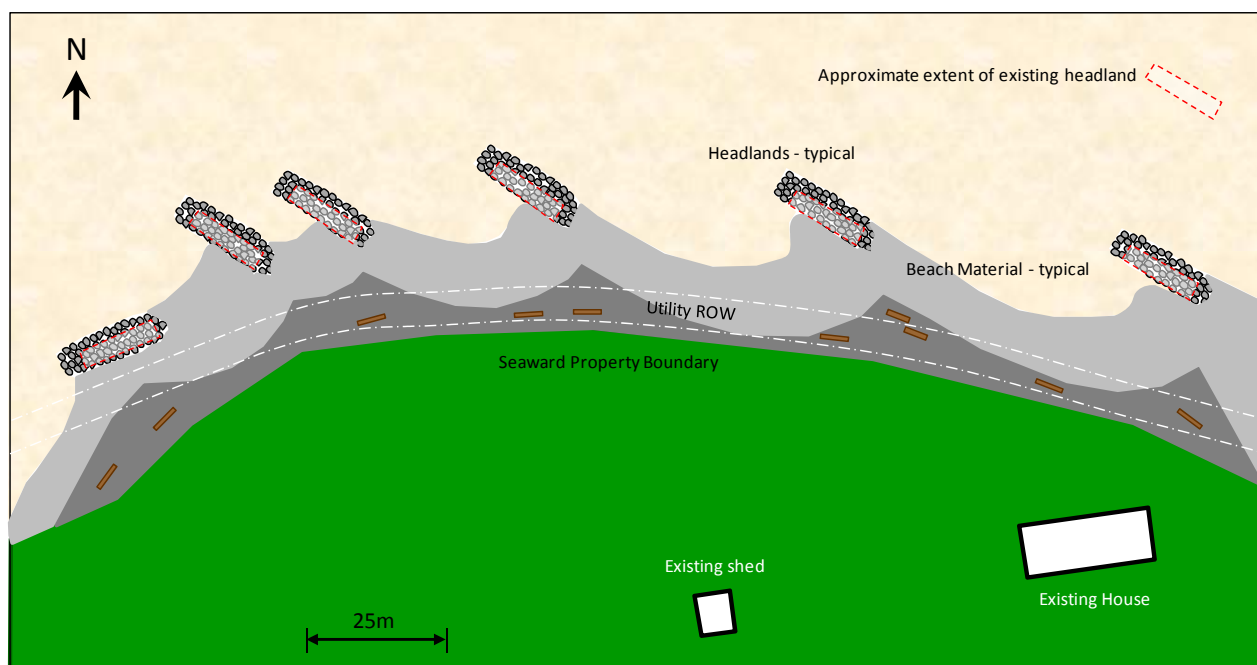 N
Approximate extent of existing headland
Headlands - typical
Beach Material - typical
Utility ROW
Seaward Property Boundary
Existing shed
Existing House
25m